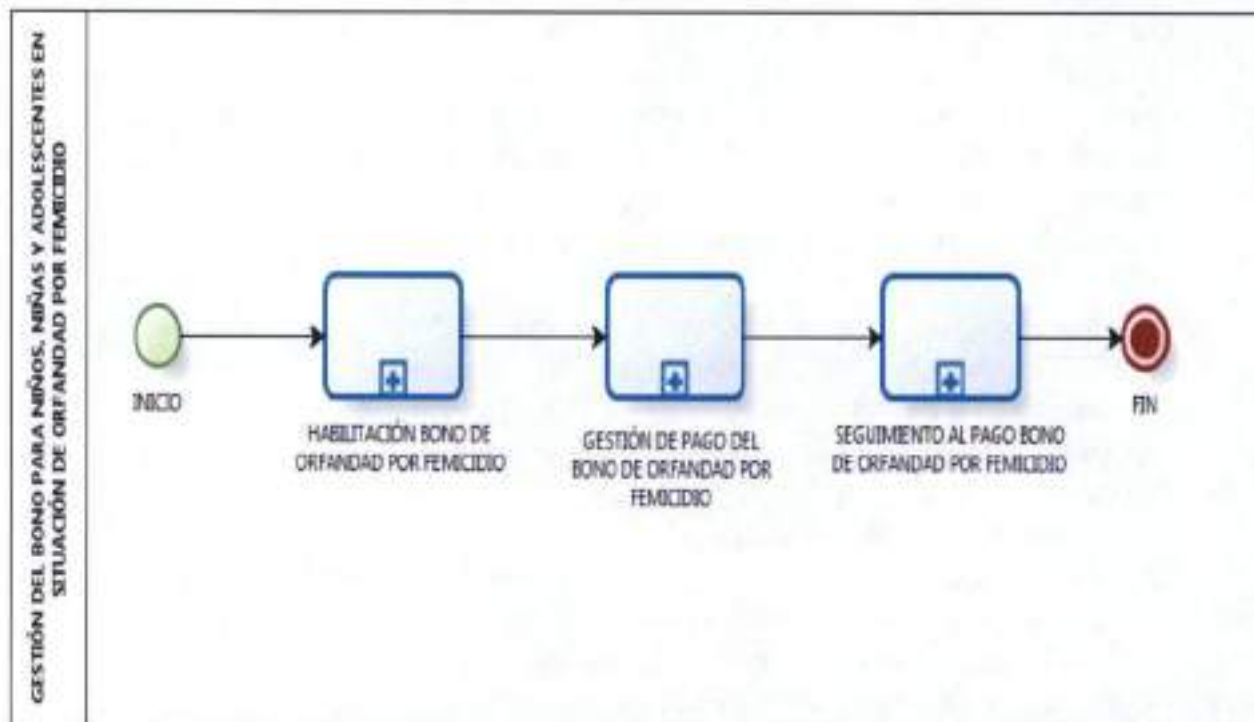 GESTIÓN DEL BONO PARA NIÑOS, NIÑAS Y ADOLESCENTES EN
SITUACIÓN DE ORFANDAD POR FEMICIDIO
INICIO
HABILITACIÓN BONO DE
ORFANDAD POR FEMICIDIO
GESTIÓN DE PAGO DEL
BONO DE ORFANDAD POR
FEMICIDIO
SEGUIMIENTO AL PAGO BONO
DE ORFANDAD POR FEMICIDIO
FIN